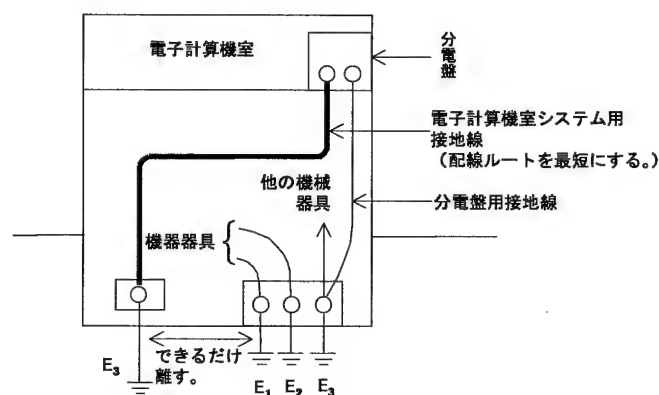 電子計算機室
分電盤
電子計算機室システム用
接地線
(配線ルートを最短にする。)
他の機械
器具
分電盤用接地線
機器器具
できるだけ
離す。
E₃
E₁ E₂ E₃